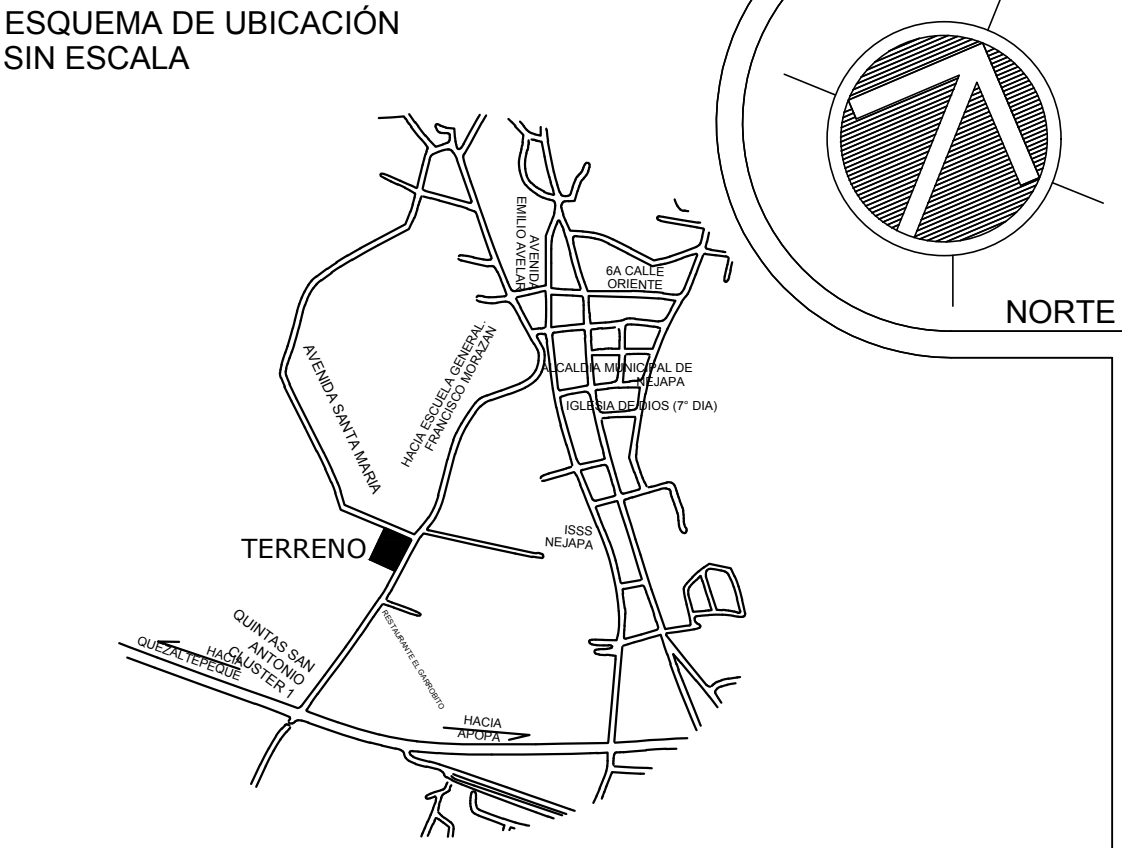 ESQUEMA DE UBICACIÓN
SIN ESCALA
NORTE
AVENIDA
EMILIO AVELAR
6A CALLE
ORIENTE
HACIA ESCUELA GENERAL.
FRANCISCO MORAZAN
AVENIDA SANTA MARIA
ALCALDIA MUNICIPAL DE
NEJAPA
IGLESIA DE DIOS (7° DIA)
ISSS
NEJAPA
TERRENO
QUINTAS SAN
ANTONIO
CLUSTER 1
HACIA
QUEZALTEPEQUE
RESTAURANTE EL GARROBITO
HACIA
APOPA